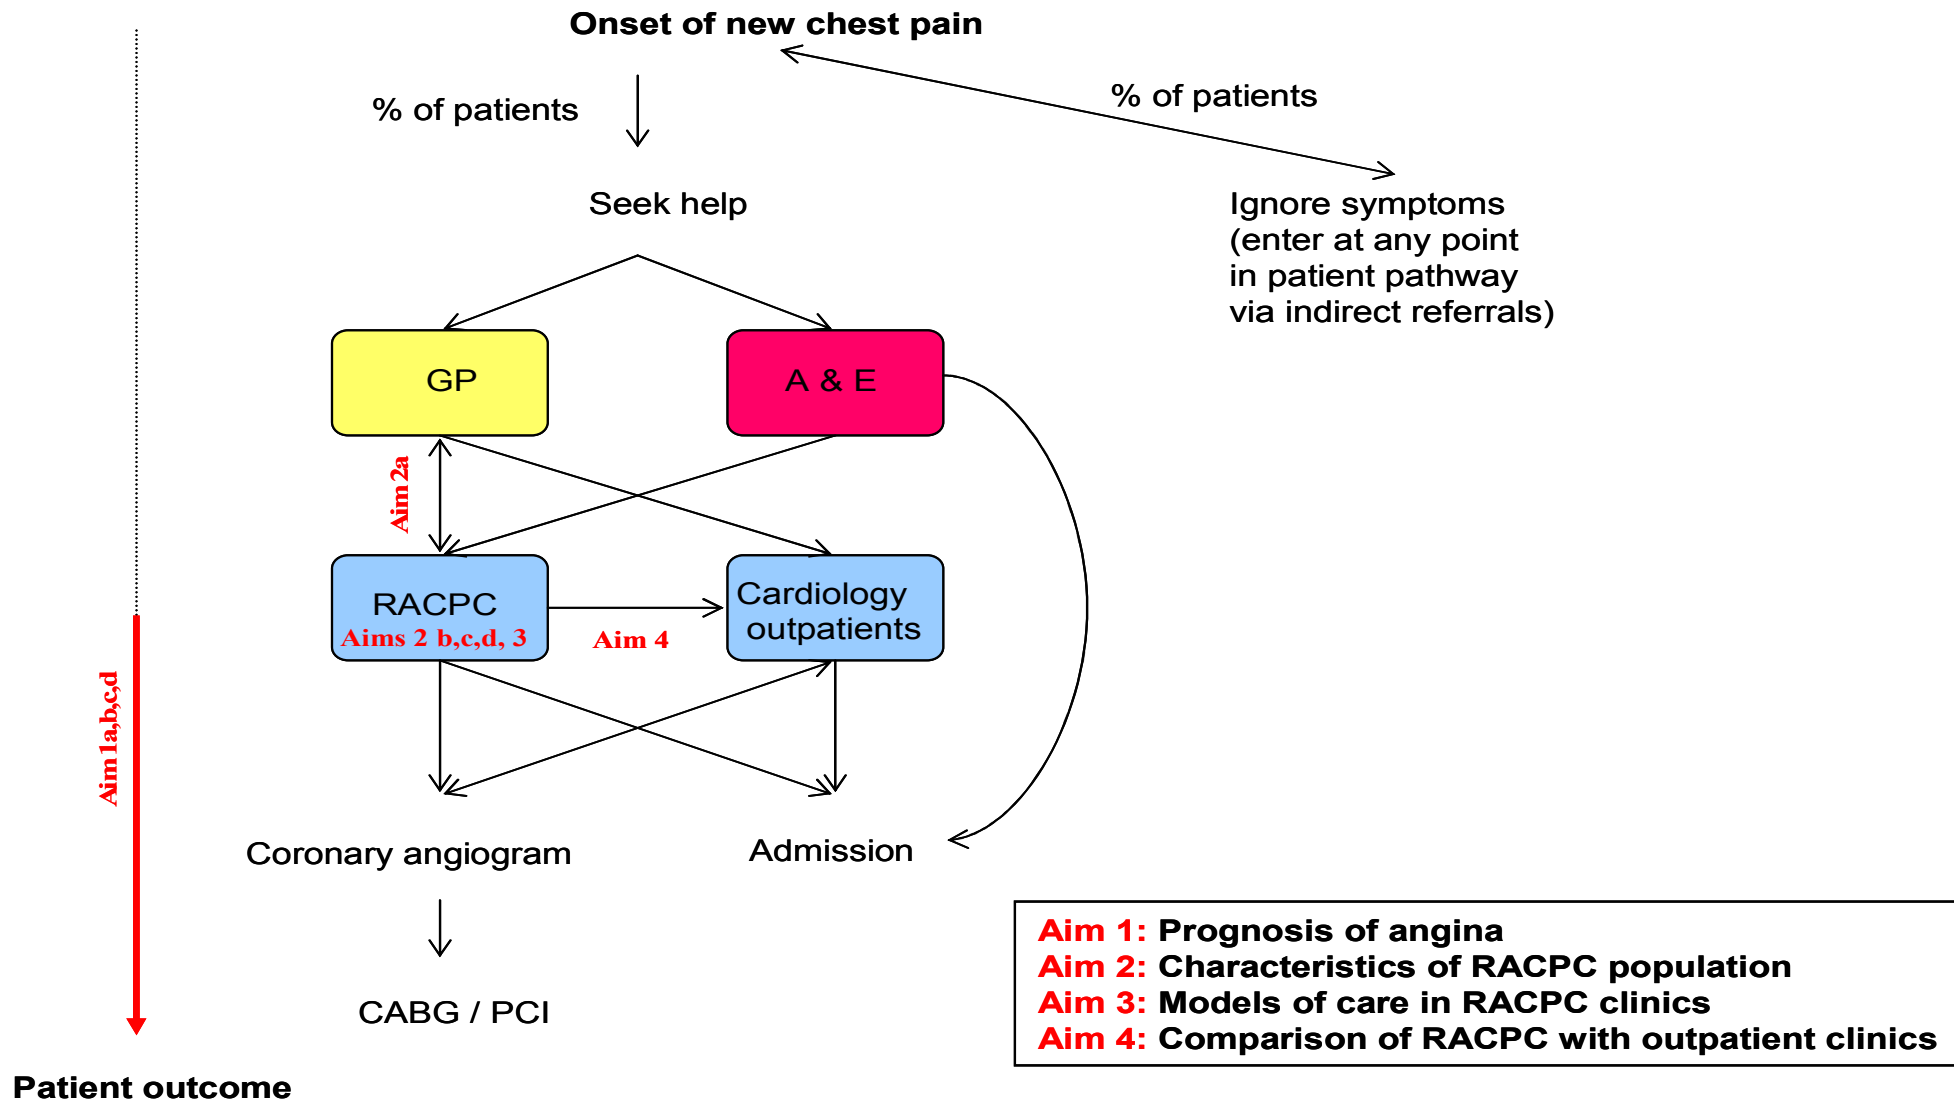 Onset of new chest pain
% of patients
% of patients
Seek help
Ignore symptoms
(enter at any point
in patient pathway
via indirect referrals)
GP
A & E
Aim 2a
RACPC
Aims 2 b,c,d, 3
Aim 4
Cardiology
outpatients
Aim 1a,b,c,d
Coronary angiogram
Admission
CABG / PCI
Aim 1: Prognosis of angina
Aim 2: Characteristics of RACPC population
Aim 3: Models of care in RACPC clinics
Aim 4: Comparison of RACPC with outpatient clinics
Patient outcome